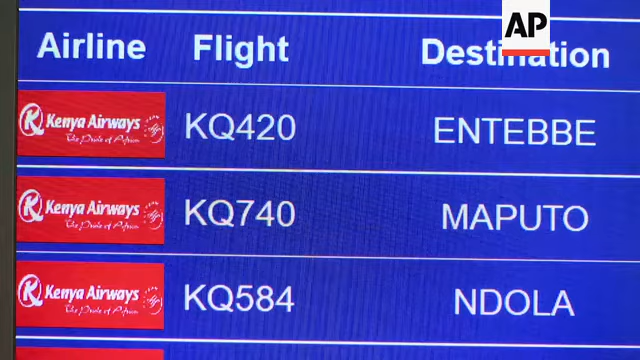 AP
Airline Flight Destination
Kenya Airways
The Pride of Africa
KQ420 ENTEBBE
Kenya Airways
The Pride of Africa
KQ740 MAPUTO
Kenya Airways
The Pride of Africa
KQ584 NDOLA